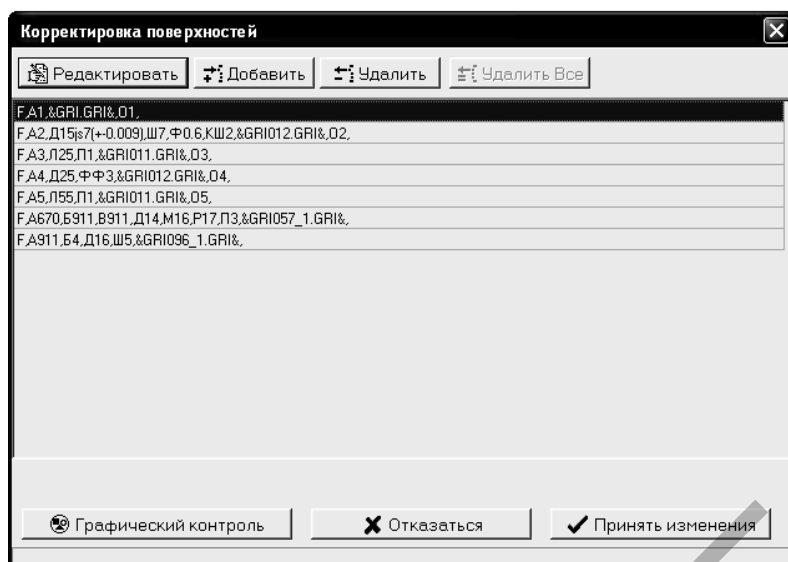 Корректировка поверхностей
Редактировать Добавить Удалить Удалить Все
F,A1,&GRI.GRI&,O1,
F,A2,Д15js7(+-0.009),Ш7,Ф0.6,КШ2,&GRI012.GRI&,O2,
F,A3,Л25,П1,&GRI011.GRI&,O3,
F,A4,Д25,ФФ3,&GRI012.GRI&,O4,
F,A5,Л55,П1,&GRI011.GRI&,O5,
F,A670,Б911,В911,Д14,М16,Р17,П3,&GRI057_1.GRI&,
F,A911,Б4,Д16,Ш5,&GRI096_1.GRI&,
Графический контроль Отказаться Принять изменения